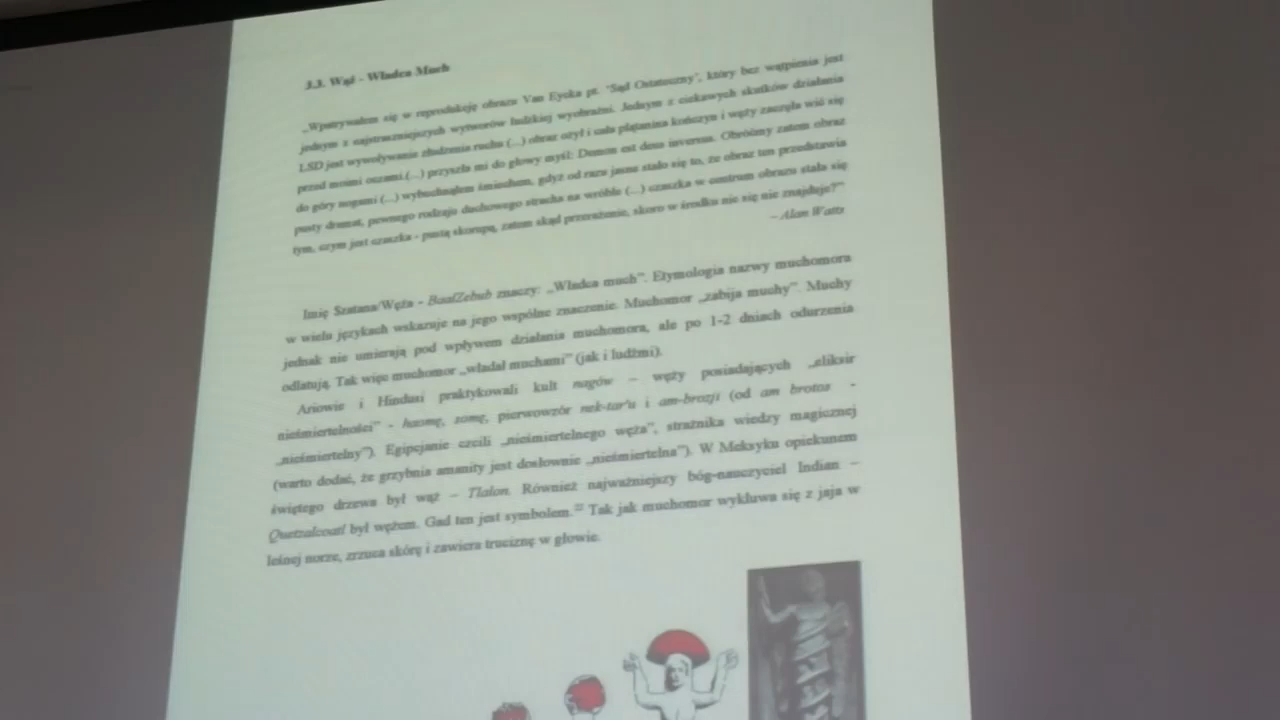 3.3. Wąż - Władca Much
„Wpatrywałem się w reprodukcję obrazu Van Eycka pt. "Sąd Ostateczny", który bez wątpienia jest
jednym z najstraszniejszych wytworów ludzkiej wyobraźni. Jednym z ciekawych skutków działania
LSD jest wywoływanie złudzenia ruchu (...) obraz ożył i cała plątanina kończyn i węży zaczęła wić się
przed moimi oczami.(...) przyszła mi do głowy myśl: Demon est deus inversus. Obróćmy zatem obraz
do góry nogami (...) wybuchnąłem śmiechem, gdyż od razu jasne stało się to, że obraz ten przedstawia
pusty dramat, pewnego rodzaju duchowego stracha na wróble (...) czaszka w centrum obrazu stała się
tym, czym jest czaszka - pustą skorupą, zatem skąd przerażenie, skoro w środku nic się nie znajduje?"
– Alan Watts
Imię Szatana/Węża - BaalZebub znaczy: „Władca much". Etymologia nazwy muchomora
w wielu językach wskazuje na jego wspólne znaczenie. Muchomor „zabija muchy". Muchy
jednak nie umierają pod wpływem działania muchomora, ale po 1-2 dniach odurzenia
odlatują. Tak więc muchomor „władał muchami" (jak i ludźmi).
Ariowie i Hindusi praktykowali kult nagów – węży posiadających „eliksir
nieśmiertelności" - haomę, somę, pierwowzór nek-tar'u i am-brozji (od am brotos -
„nieśmiertelny"). Egipcjanie czcili „nieśmiertelnego węża", strażnika wiedzy magicznej
(warto dodać, że grzybnia amanity jest dosłownie „nieśmiertelna"). W Meksyku opiekunem
świętego drzewa był wąż – Tlalon. Również najważniejszy bóg-nauczyciel Indian –
Quetzalcoatl był wężem. Gad ten jest symbolem. Tak jak muchomor wykluwa się z jaja w
leśnej norze, zrzuca skórę i zawiera truciznę w głowie.